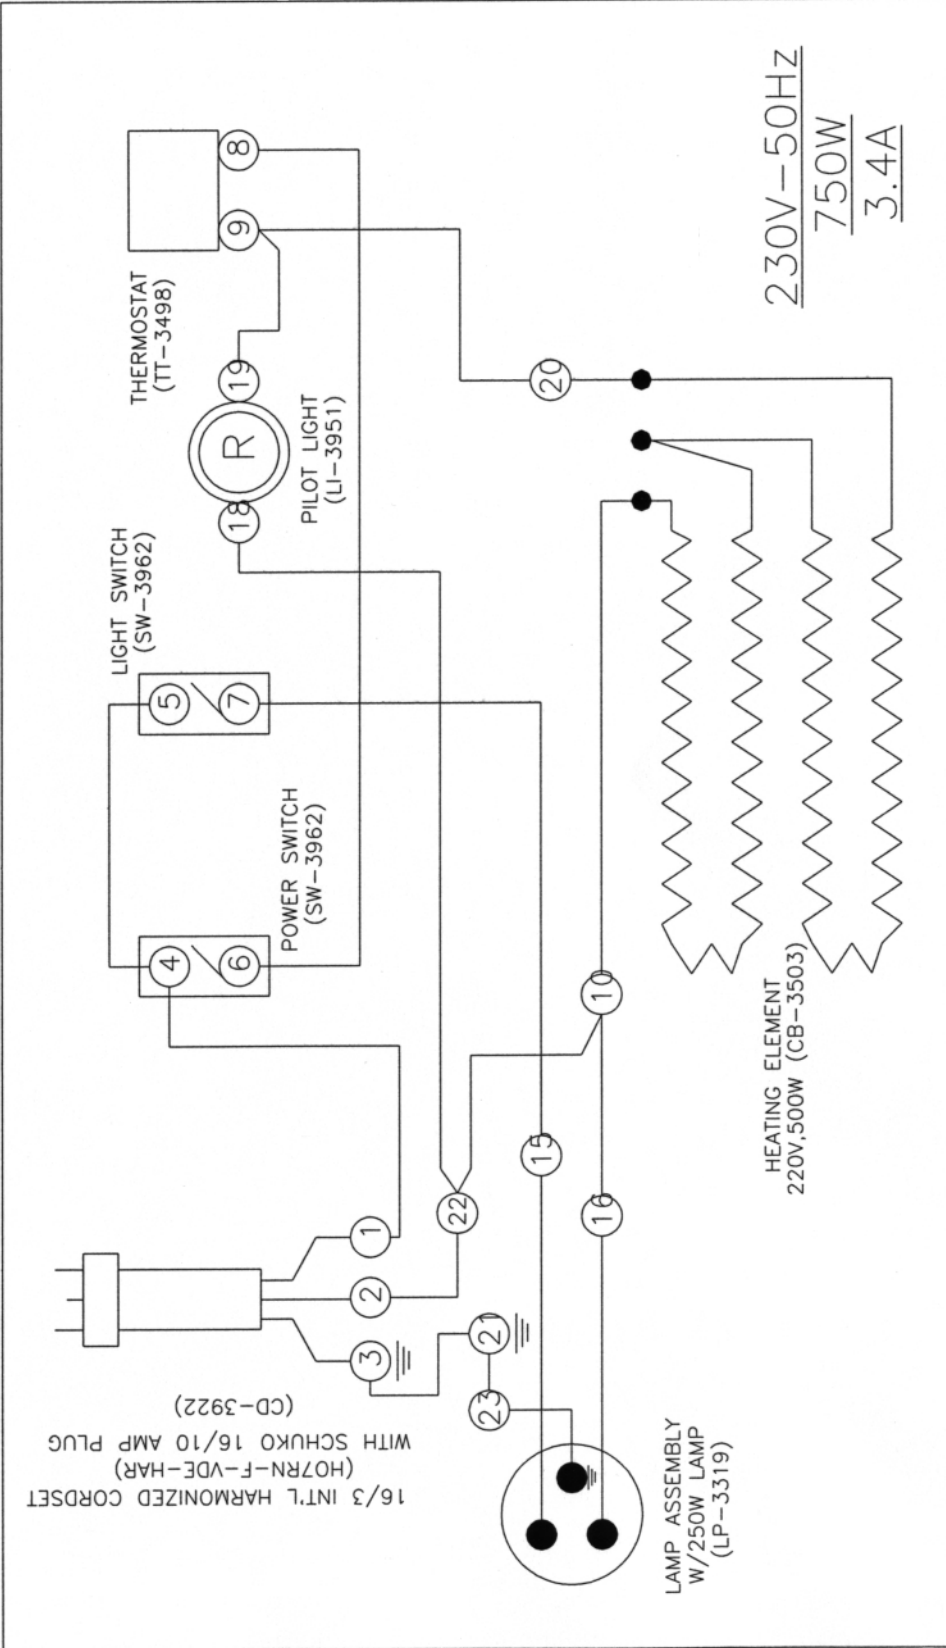 THERMOSTAT
(TT-3498)
8
9
19
R
18
PILOT LIGHT
(LI-3951)
LIGHT SWITCH
(SW-3962)
5
7
POWER SWITCH
(SW-3962)
4
6
1
2
3
22
21
23
15
16
10
20
16/3 INT'L HARMONIZED CORDSET
(HO7RN-F-VDE-HAR)
WITH SCHUKO 16/10 AMP PLUG
(CD-3922)
LAMP ASSEMBLY
W/250W LAMP
(LP-3319)
HEATING ELEMENT
220V,500W (CB-3503)
230V-50Hz
750W
3.4A